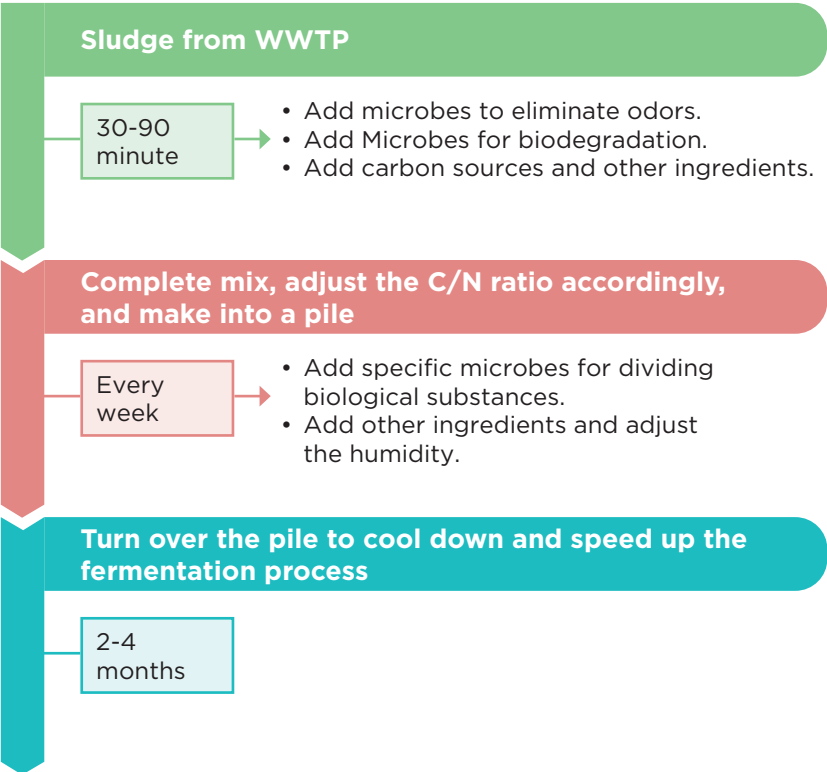 Sludge from WWTP
30-90
minute
• Add microbes to eliminate odors.
• Add Microbes for biodegradation.
• Add carbon sources and other ingredients.
Complete mix, adjust the C/N ratio accordingly,
and make into a pile
Every
week
• Add specific microbes for dividing
biological substances.
• Add other ingredients and adjust
the humidity.
Turn over the pile to cool down and speed up the
fermentation process
2-4
months